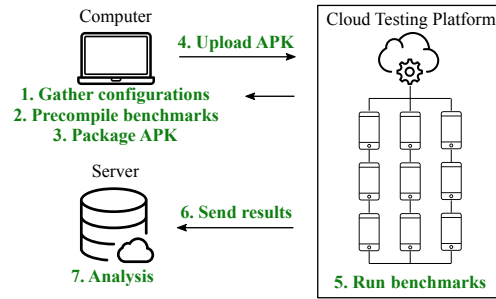 Computer
4. Upload APK
Cloud Testing Platform
1. Gather configurations
2. Precompile benchmarks
3. Package APK
Server
6. Send results
7. Analysis
5. Run benchmarks